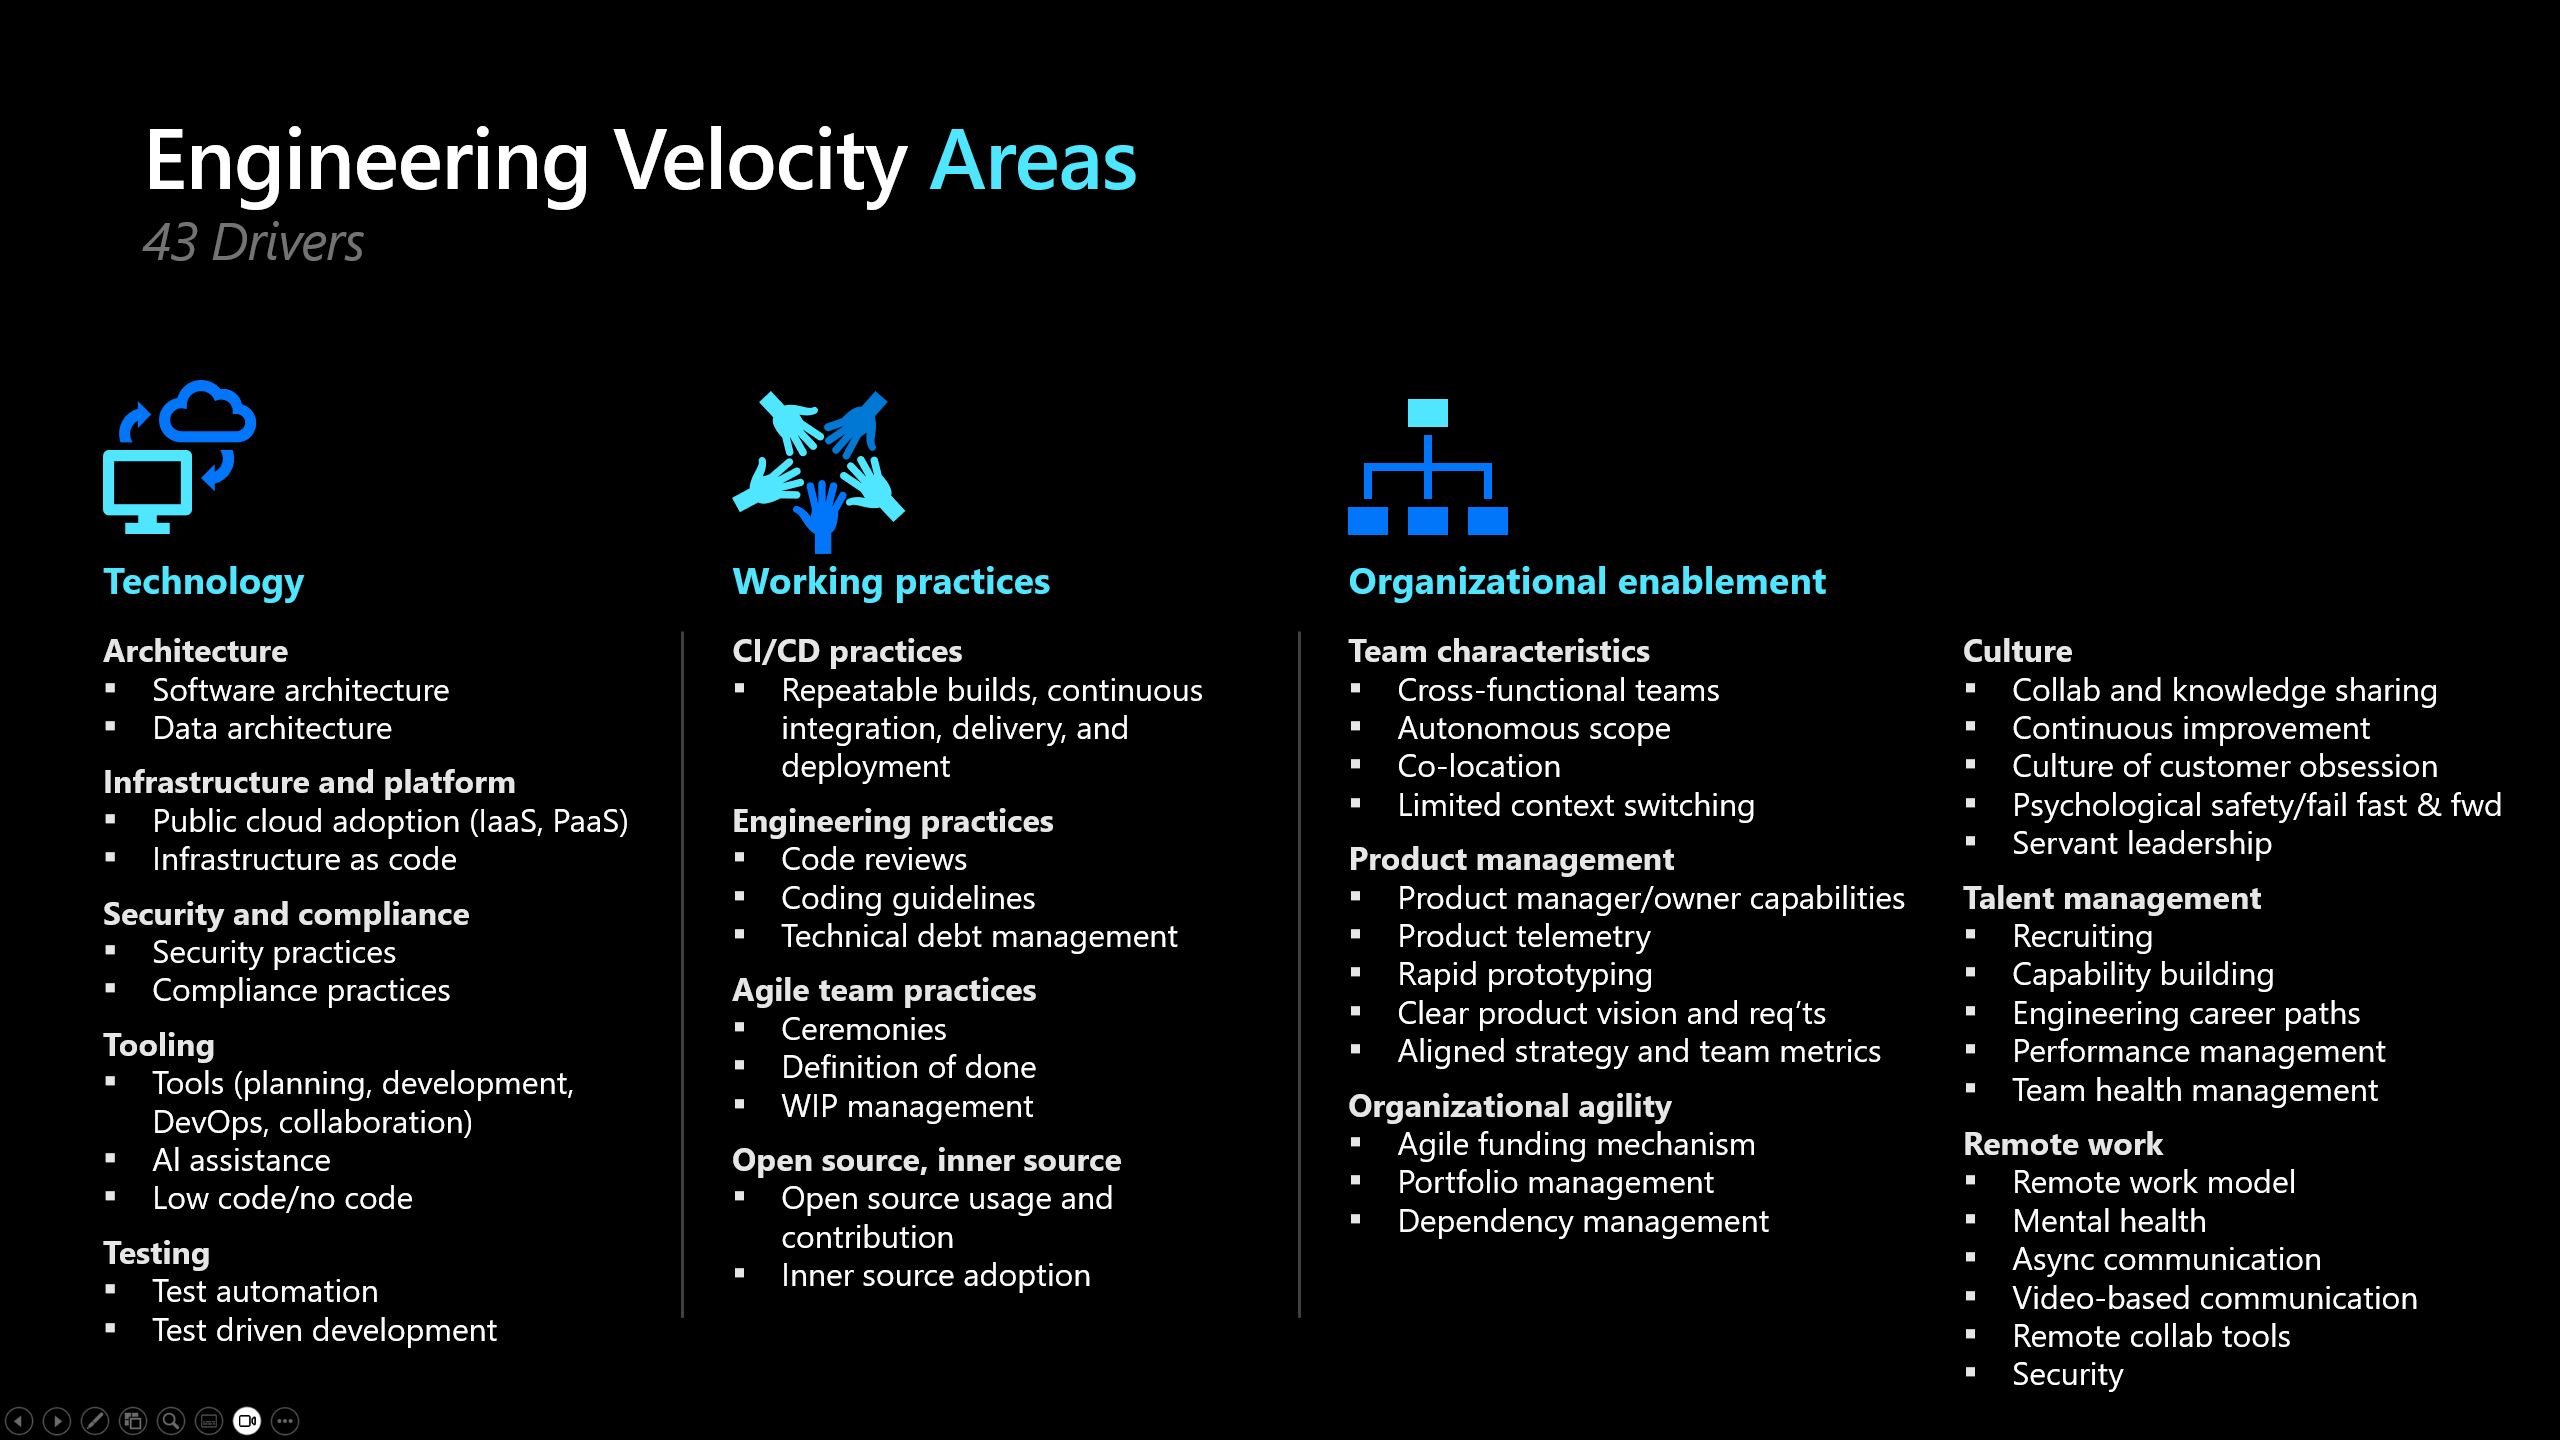 Engineering Velocity Areas
43 Drivers
Technology
Architecture
▪ Software architecture
▪ Data architecture
Infrastructure and platform
▪ Public cloud adoption (IaaS, PaaS)
▪ Infrastructure as code
Security and compliance
▪ Security practices
▪ Compliance practices
Tooling
▪ Tools (planning, development,
DevOps, collaboration)
▪ AI assistance
▪ Low code/no code
Testing
▪ Test automation
▪ Test driven development
Working practices
CI/CD practices
▪ Repeatable builds, continuous
integration, delivery, and
deployment
Engineering practices
▪ Code reviews
▪ Coding guidelines
▪ Technical debt management
Agile team practices
▪ Ceremonies
▪ Definition of done
▪ WIP management
Open source, inner source
▪ Open source usage and
contribution
▪ Inner source adoption
Organizational enablement
Team characteristics
▪ Cross-functional teams
▪ Autonomous scope
▪ Co-location
▪ Limited context switching
Product management
▪ Product manager/owner capabilities
▪ Product telemetry
▪ Rapid prototyping
▪ Clear product vision and req’ts
▪ Aligned strategy and team metrics
Organizational agility
▪ Agile funding mechanism
▪ Portfolio management
▪ Dependency management
Culture
▪ Collab and knowledge sharing
▪ Continuous improvement
▪ Culture of customer obsession
▪ Psychological safety/fail fast & fwd
▪ Servant leadership
Talent management
▪ Recruiting
▪ Capability building
▪ Engineering career paths
▪ Performance management
▪ Team health management
Remote work
▪ Remote work model
▪ Mental health
▪ Async communication
▪ Video-based communication
▪ Remote collab tools
▪ Security